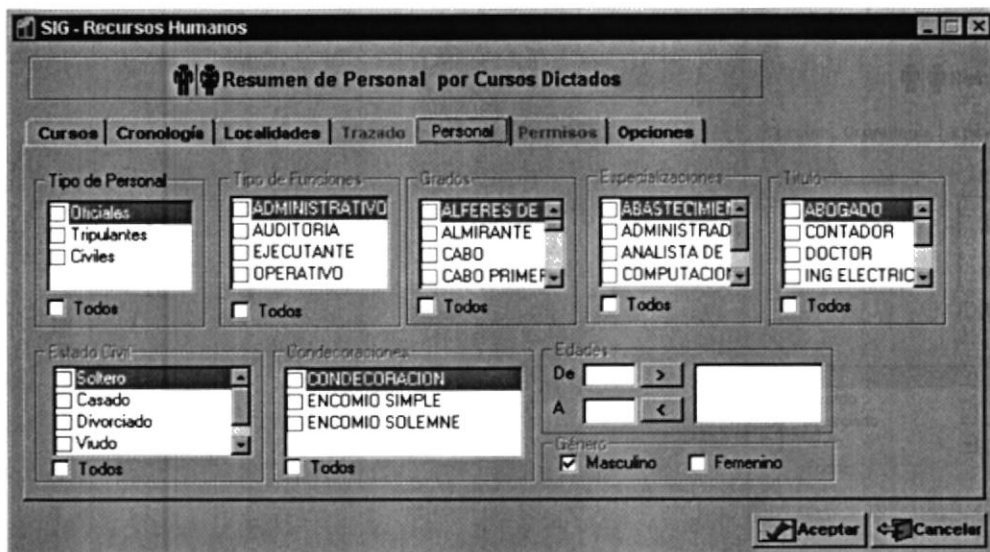 SIG - Recursos Humanos
Resumen de Personal por Cursos Dictados
Cursos Cronología Localidades Trazado Personal Permisos Opciones
Tipo de Personal
Oficiales
Tripulantes
Civiles
Todos
Tipo de Funciones
ADMINISTRATIVO
AUDITORIA
EJECUTANTE
OPERATIVO
Todos
Grados
ALFERES DE
ALMIRANTE
CABO
CABO PRIMER
Todos
Especializaciones
ABASTECIMIEN
ADMINISTRAD
ANALISTA DE
COMPUTACION
Todos
Título
ABOGADO
CONTADOR
DOCTOR
ING ELECTRIC
Todos
Estado Civil
Soltero
Casado
Divorciado
Viudo
Todos
Condecoraciones
CONDECORACION
ENCOMIO SIMPLE
ENCOMIO SOLEMNE
Todos
Edades
De >
A <
Género
Masculino Femenino
Aceptar Cancelar